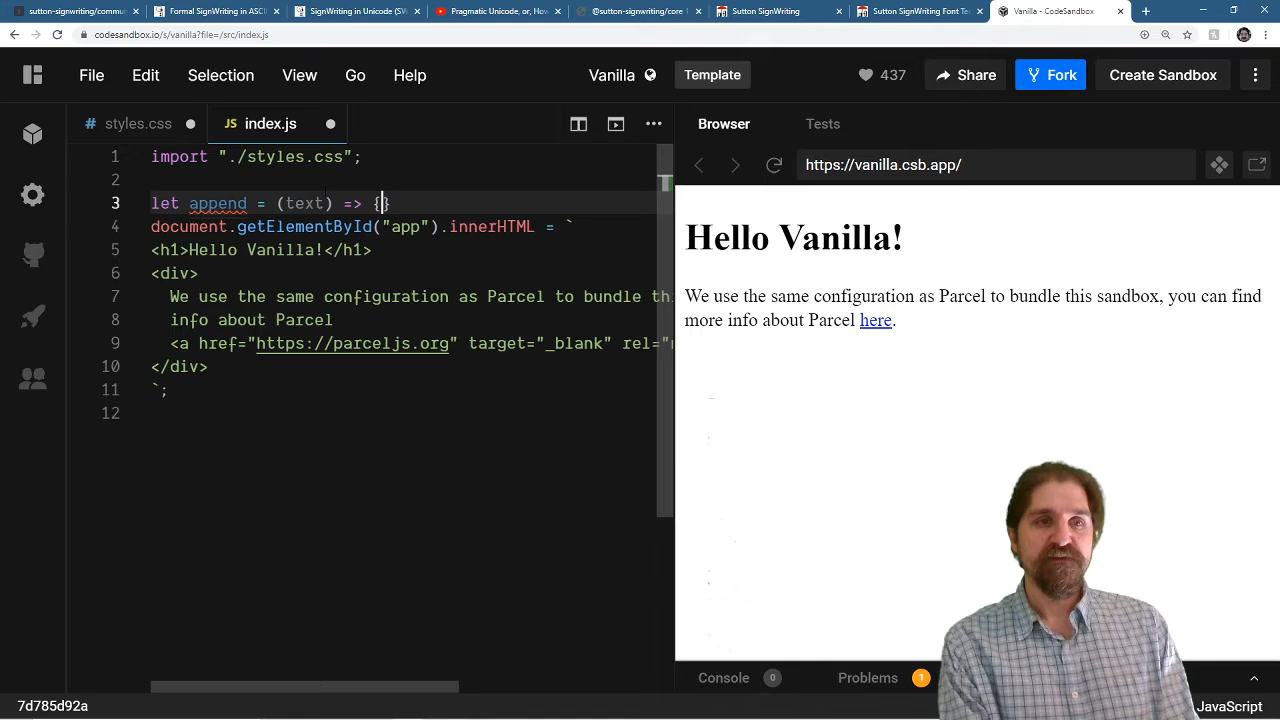 sutton-signwriting/commu
Formal SignWriting in ASCII
SignWriting in Unicode (SW
Pragmatic Unicode, or, How
@sutton-signwriting/core 1
Sutton SignWriting
Sutton SignWriting Font Te
Vanilla - CodeSandbox
codesandbox.io/s/vanilla?file=/src/index.js
File Edit Selection View Go Help
Vanilla Template
437 Share Fork Create Sandbox
# styles.css
JS index.js
Browser Tests
https://vanilla.csb.app/
1 import "./styles.css";
2
3 let append = (text) => {}
4 document.getElementById("app").innerHTML = `
5 <h1>Hello Vanilla!</h1>
6 <div>
7 We use the same configuration as Parcel to bundle thi
8 info about Parcel
9 <a href="https://parceljs.org" target="_blank" rel="n
10 </div>
11 `;
12
Hello Vanilla!
We use the same configuration as Parcel to bundle this sandbox, you can find
more info about Parcel here.
Console 0 Problems 1
7d785d92a
JavaScript